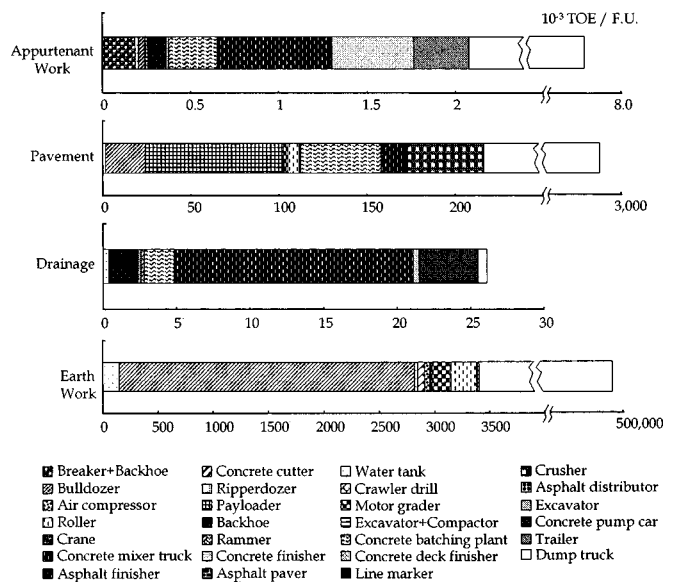 10-3 TOE / F.U.
Appurtenant
Work
0 0.5 1 1.5 2 8.0
Pavement
0 50 100 150 200 3,000
Drainage
0 5 10 15 20 25 30
Earth
Work
0 500 1000 1500 2000 2500 3000 3500 500,000
Breaker+Backhoe Concrete cutter Water tank Crusher
Bulldozer Ripperdozer Crawler drill Asphalt distributor
Air compressor Payloader Motor grader Excavator
Roller Backhoe Excavator+Compactor Concrete pump car
Crane Rammer Concrete batching plant Trailer
Concrete mixer truck Concrete finisher Concrete deck finisher Dump truck
Asphalt finisher Asphalt paver Line marker